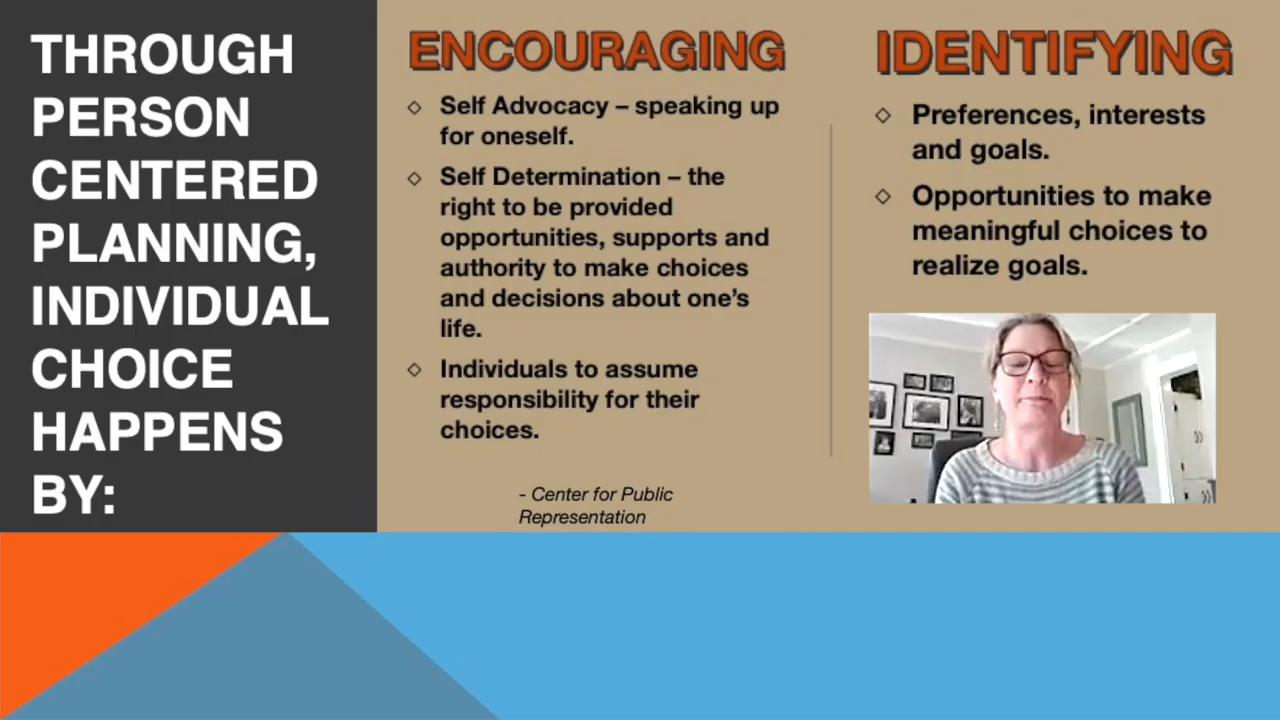 THROUGH
PERSON
CENTERED
PLANNING,
INDIVIDUAL
CHOICE
HAPPENS
BY:
ENCOURAGING
Self Advocacy – speaking up
for oneself.
Self Determination – the
right to be provided
opportunities, supports and
authority to make choices
and decisions about one’s
life.
Individuals to assume
responsibility for their
choices.
- Center for Public
Representation
IDENTIFYING
Preferences, interests
and goals.
Opportunities to make
meaningful choices to
realize goals.